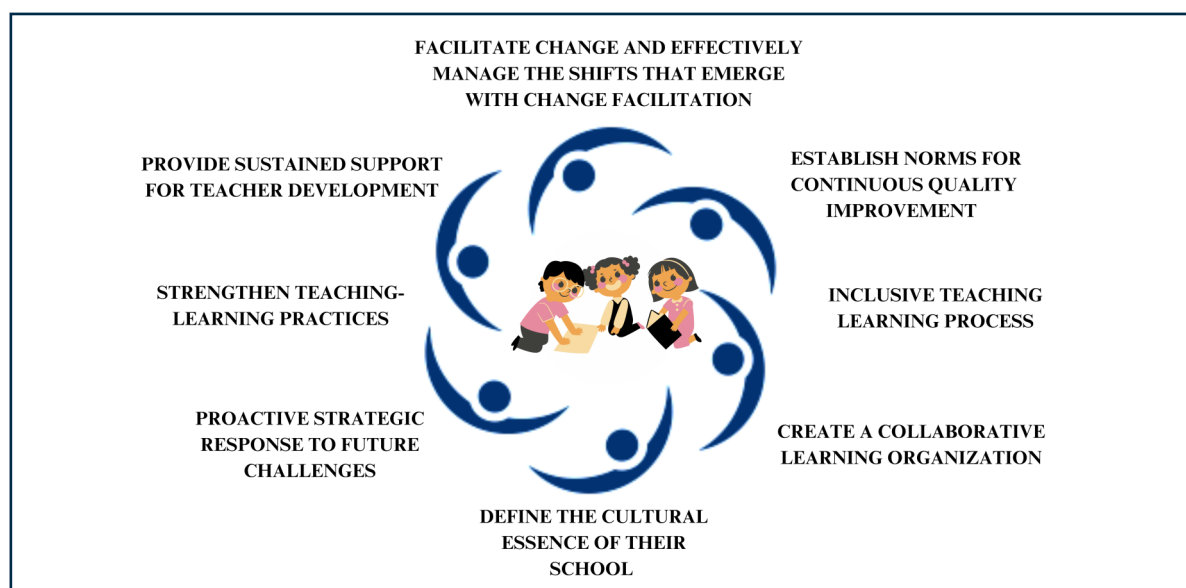 FACILITATE CHANGE AND EFFECTIVELY
MANAGE THE SHIFTS THAT EMERGE
WITH CHANGE FACILITATION
PROVIDE SUSTAINED SUPPORT
FOR TEACHER DEVELOPMENT
ESTABLISH NORMS FOR
CONTINUOUS QUALITY
IMPROVEMENT
STRENGTHEN TEACHING-
LEARNING PRACTICES
INCLUSIVE TEACHING
LEARNING PROCESS
PROACTIVE STRATEGIC
RESPONSE TO FUTURE
CHALLENGES
CREATE A COLLABORATIVE
LEARNING ORGANIZATION
DEFINE THE CULTURAL
ESSENCE OF THEIR
SCHOOL